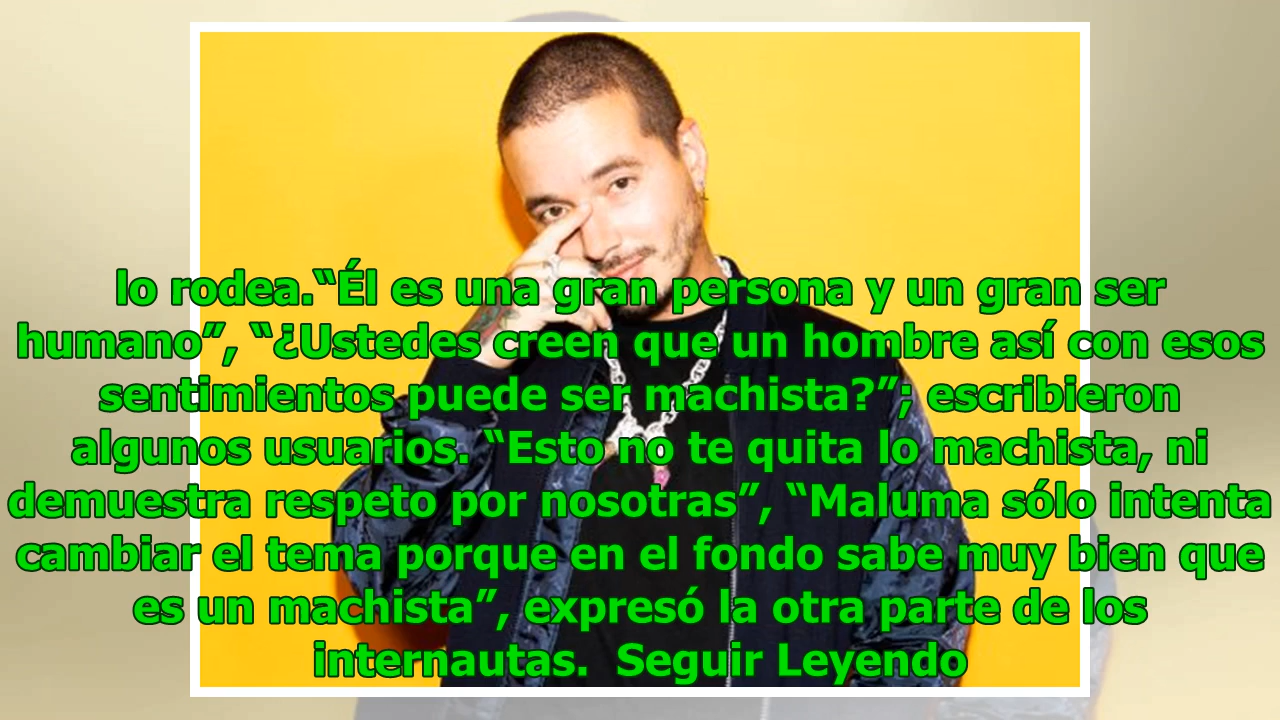 lo rodea.“Él es una gran persona y un gran ser
humano”, “¿Ustedes creen que un hombre así con esos
sentimientos puede ser machista?”; escribieron
algunos usuarios. “Esto no te quita lo machista, ni
demuestra respeto por nosotras”, “Maluma sólo intenta
cambiar el tema porque en el fondo sabe muy bien que
es un machista”, expresó la otra parte de los
internautas.  Seguir Leyendo